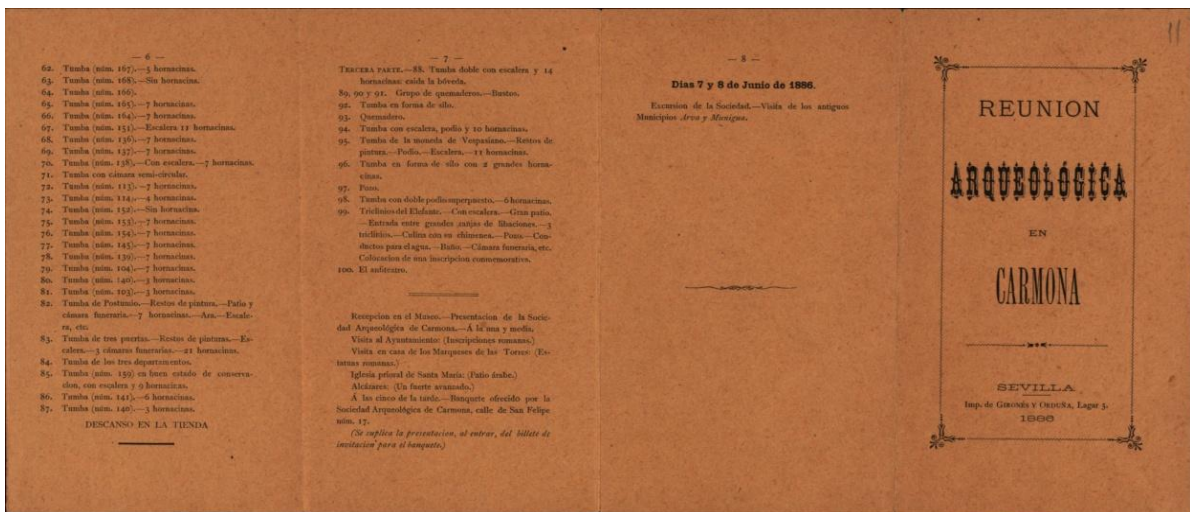 — 6 —
62. Tumba (núm. 167).—5 hornacinas.
63. Tumba (núm. 168).—Sin hornacina.
64. Tumba (núm. 166).
65. Tumba (núm. 165).—7 hornacinas.
66. Tumba (núm. 164).—7 hornacinas.
67. Tumba (núm. 151).—Escalera 11 hornacinas.
68. Tumba (núm. 136).—7 hornacinas.
69. Tumba (núm. 137).—7 hornacinas.
70. Tumba (núm. 138).—Con escalera.—7 hornacinas.
71. Tumba con cámara semi-circular.
72. Tumba (núm. 113).—7 hornacinas.
73. Tumba (núm. 114).—4 hornacinas.
74. Tumba (núm. 152).—Sin hornacina.
75. Tumba (núm. 153).—7 hornacinas.
76. Tumba (núm. 154).—7 hornacinas.
77. Tumba (núm. 145).—7 hornacinas.
78. Tumba (núm. 139).—7 hornacinas.
79. Tumba (núm. 104).—7 hornacinas.
80. Tumba (núm. 140).—3 hornacinas.
81. Tumba (núm. 103).—3 hornacinas.
82. Tumba de Postumio.—Restos de pintura.—Patio y
cámara funeraria.—7 hornacinas.—Ara.—Escale-
ra, etc.
83. Tumba de tres puertas.—Restos de pinturas.—Es-
calera.—3 cámaras funerarias.—21 hornacinas.
84. Tumba de los tres departamentos.
85. Tumba (núm. 159) en buen estado de conserva-
cion, con escalera y 9 hornacinas.
86. Tumba (núm. 141).—6 hornacinas.
87. Tumba (núm. 140).—3 hornacinas.
DESCANSO EN LA TIENDA
— 7 —
TERCERA PARTE.—88. Tumba doble con escalera y 14
hornacinas: caida la bóveda.
89, 90 y 91. Grupo de quemaderos.—Bustos.
92. Tumba en forma de silo.
93. Quemadero.
94. Tumba con escalera, podio y 10 hornacinas.
95. Tumba de la moneda de Vespasiano.—Restos de
pintura.—Podio.—Escalera.—11 hornacinas.
96. Tumba en forma de silo con 2 grandes horna-
cinas.
97. Pozo.
98. Tumba con doble podio superpuesto.—6 hornacinas.
99. Triclinios del Elefante.—Con escalera.—Gran patio.
—Entrada entre grandes zanjas de libaciones.—3
triclinios.—Culina con su chimenea.—Pozo.—Con-
ductos para el agua.—Baño.—Cámara funeraria, etc.
Colocacion de una inscripcion conmemorativa.
100. El anfiteatro.
Recepcion en el Museo.—Presentacion de la Socie-
dad Arqueológica de Carmona.—Á la una y media.
Visita al Ayuntamiento: (Inscripciones romanas.)
Visita en casa de los Marqueses de las Torres: (Es-
tatuas romanas.)
Iglesia prioral de Santa María: (Patio árabe.)
Alcázares: (Un fuerte avanzado.)
Á las cinco de la tarde.—Banquete ofrecido por la
Sociedad Arqueológica de Carmona, calle de San Felipe
núm. 17.
(Se suplica la presentacion, al entrar, del billete de
invitacion para el banquete.)
— 8 —
Dias 7 y 8 de Junio de 1886.
Excursion de la Sociedad.—Visita de los antiguos
Municipios Arva y Munigua.
11
REUNION
ARQUEOLÓGICA
EN
CARMONA
SEVILLA
Imp. de GIRONÉS Y ORDUÑA, Lagar 5.
1886